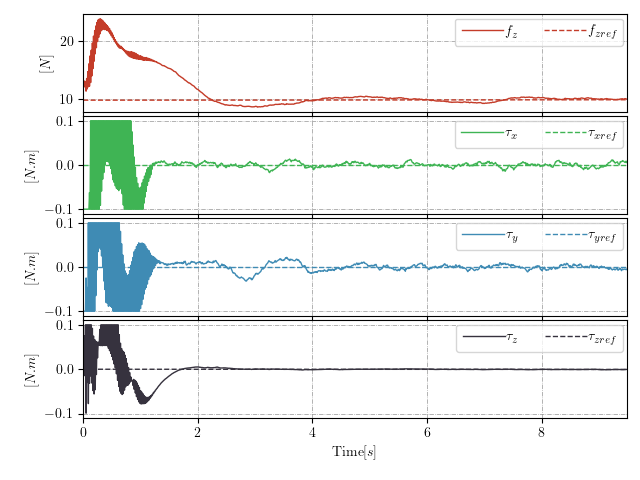 [N]
20
10
f_z f_zref
[N.m]
0.1
0.0
−0.1
τ_x τ_xref
[N.m]
0.1
0.0
−0.1
τ_y τ_yref
[N.m]
0.1
0.0
−0.1
τ_z τ_zref
0 2 4 6 8
Time[s]